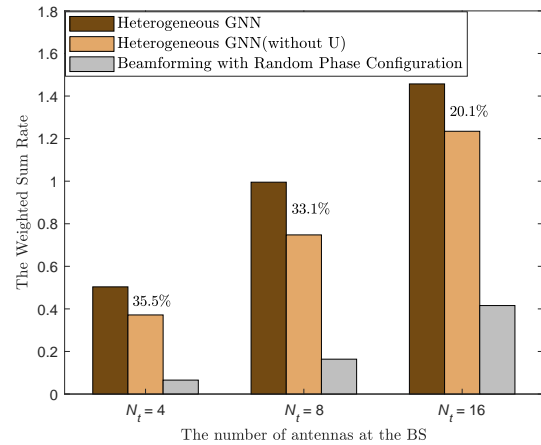 Heterogeneous GNN
Heterogeneous GNN(without U)
Beamforming with Random Phase Configuration
The Weighted Sum Rate
1.8
1.6
1.4
1.2
1
0.8
0.6
0.4
0.2
0
35.5%
33.1%
20.1%
N_t = 4
N_t = 8
N_t = 16
The number of antennas at the BS